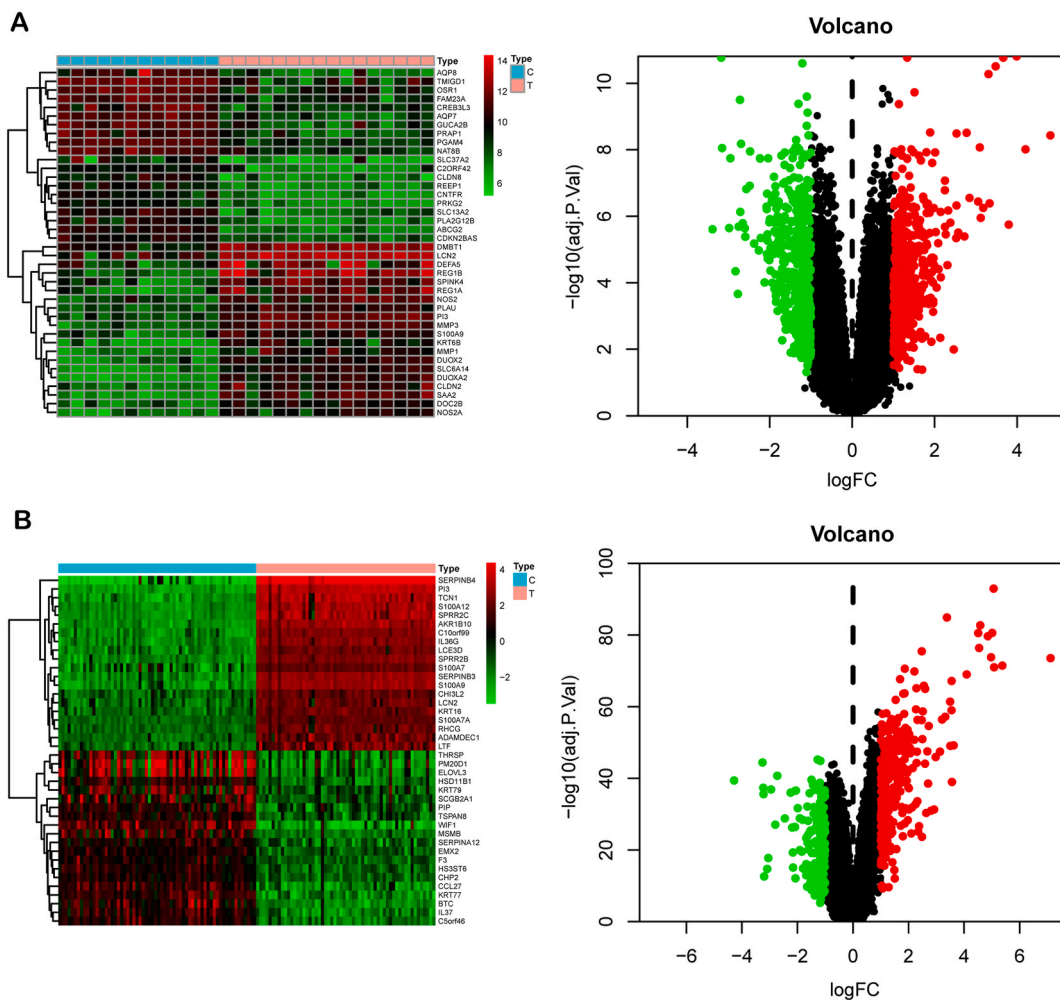 A
Type
AQP8
TMIGD1
OSR1
FAM23A
CREB3L3
AQP7
GUCA2B
PRAP1
PGAM4
NAT8B
SLC37A2
C2ORF42
CLDN8
REEP1
CNTFR
PRKG2
SLC13A2
PLA2G12B
ABCG2
CDKN2BAS
DMBT1
LCN2
DEFA5
REG1B
SPINK4
REG1A
NOS2
PLAU
PI3
MMP3
S100A9
KRT6B
MMP1
DUOX2
SLC6A14
DUOXA2
CLDN2
SAA2
DOC2B
NOS2A
14
12
10
8
6
Type
C
T
Volcano
−log10(adj.P.Val)
10
8
6
4
2
0
−4 −2 0 2 4
logFC
B
Type
SERPINB4
PI3
TCN1
S100A12
SPRR2C
AKR1B10
C10orf99
IL36G
LCE3D
SPRR2B
S100A7
SERPINB3
S100A9
CHI3L2
LCN2
KRT16
S100A7A
RHCG
ADAMDEC1
LTF
THRSP
PM20D1
ELOVL3
HSD11B1
KRT79
SCGB2A1
PIP
TSPAN8
WIF1
MSMB
SERPINA12
EMX2
F3
HS3ST6
CHP2
CCL27
KRT77
BTC
IL37
C5orf46
4
2
0
−2
Type
C
T
Volcano
−log10(adj.P.Val)
100
80
60
40
20
0
−6 −4 −2 0 2 4 6
logFC